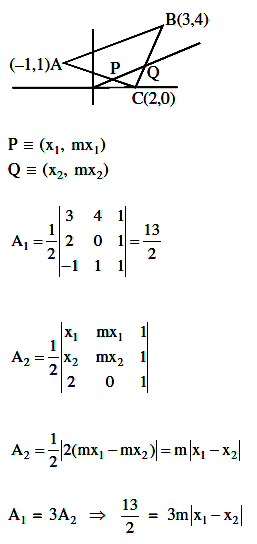 B(3,4)
(–1,1)A
P
Q
C(2,0)
P ≡ (x₁, mx₁)
Q ≡ (x₂, mx₂)
A₁ = 1/2 |3 4 1; 2 0 1; –1 1 1| = 13/2
A₂ = 1/2 |x₁ mx₁ 1; x₂ mx₂ 1; 2 0 1|
A₂ = 1/2 |2(mx₁ – mx₂)| = m|x₁ – x₂|
A₁ = 3A₂ ⇒ 13/2 = 3m|x₁ – x₂|